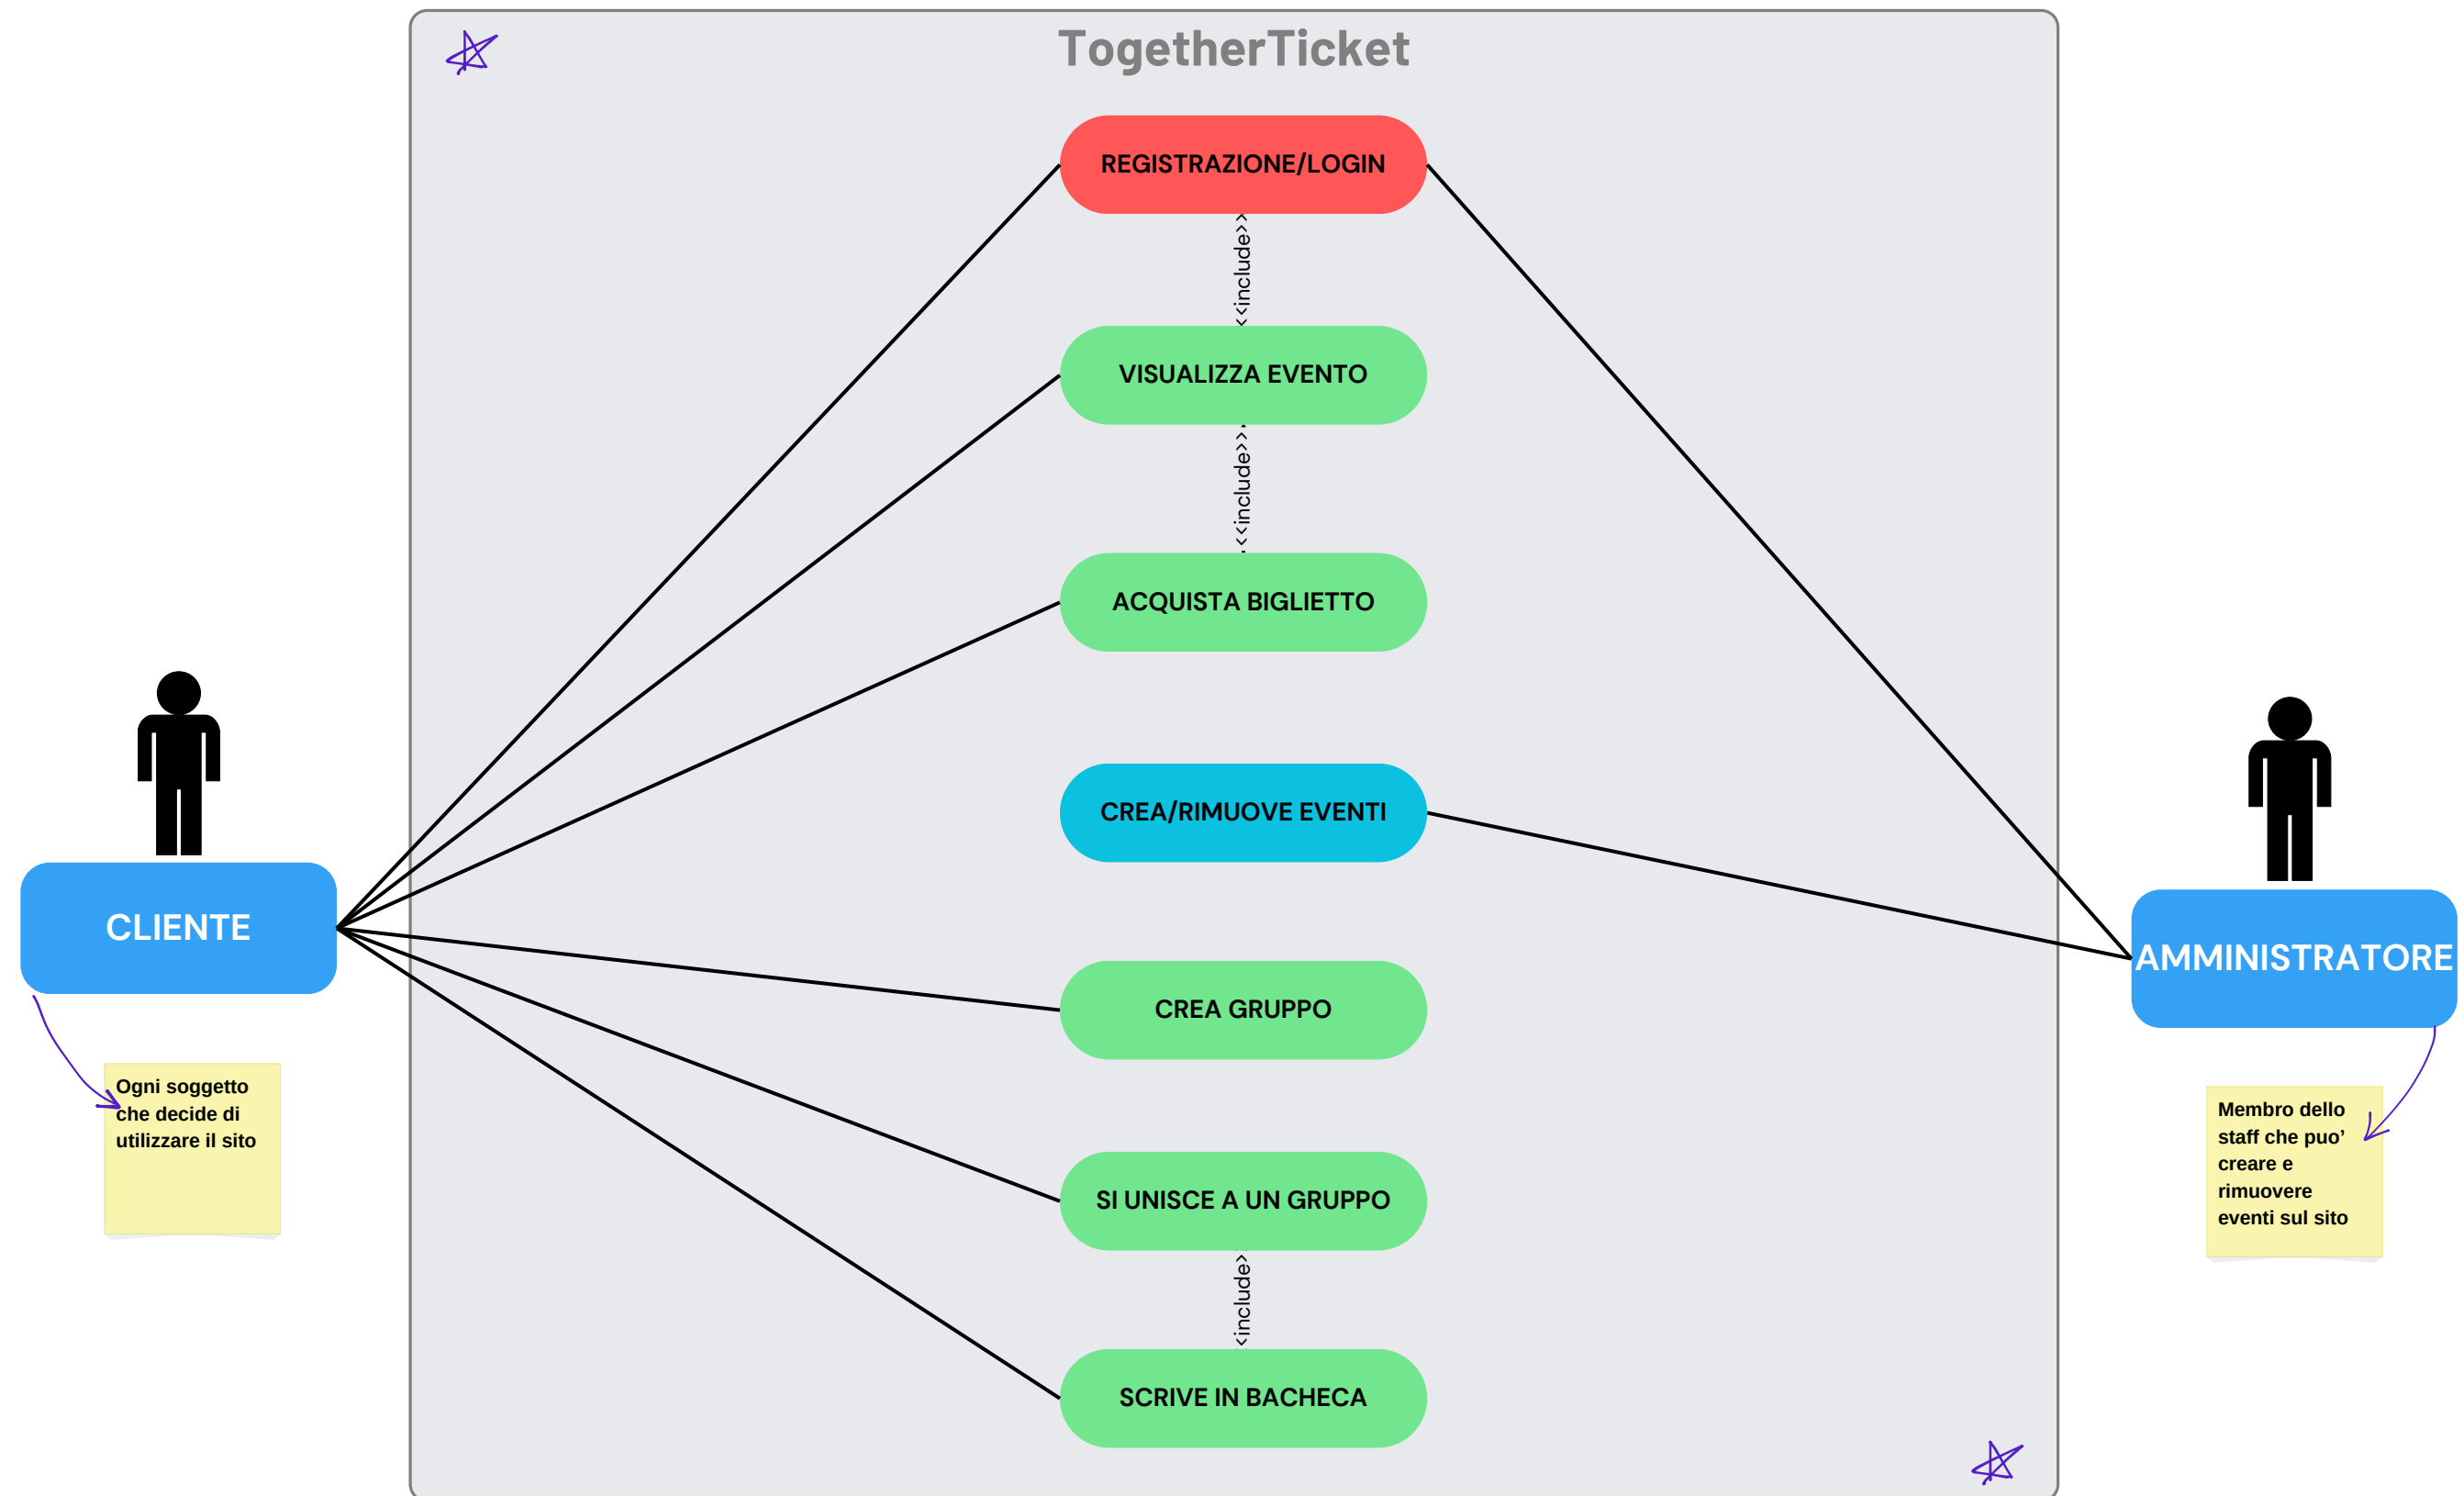 TogetherTicket
REGISTRAZIONE/LOGIN
<<include>>
VISUALIZZA EVENTO
<<include>>
ACQUISTA BIGLIETTO
CREA/RIMUOVE EVENTI
CLIENTE
AMMINISTRATORE
CREA GRUPPO
Ogni soggetto
che decide di
utilizzare il sito
Membro dello
staff che puo’
creare e
rimuovere
eventi sul sito
SI UNISCE A UN GRUPPO
<include>
SCRIVE IN BACHECA